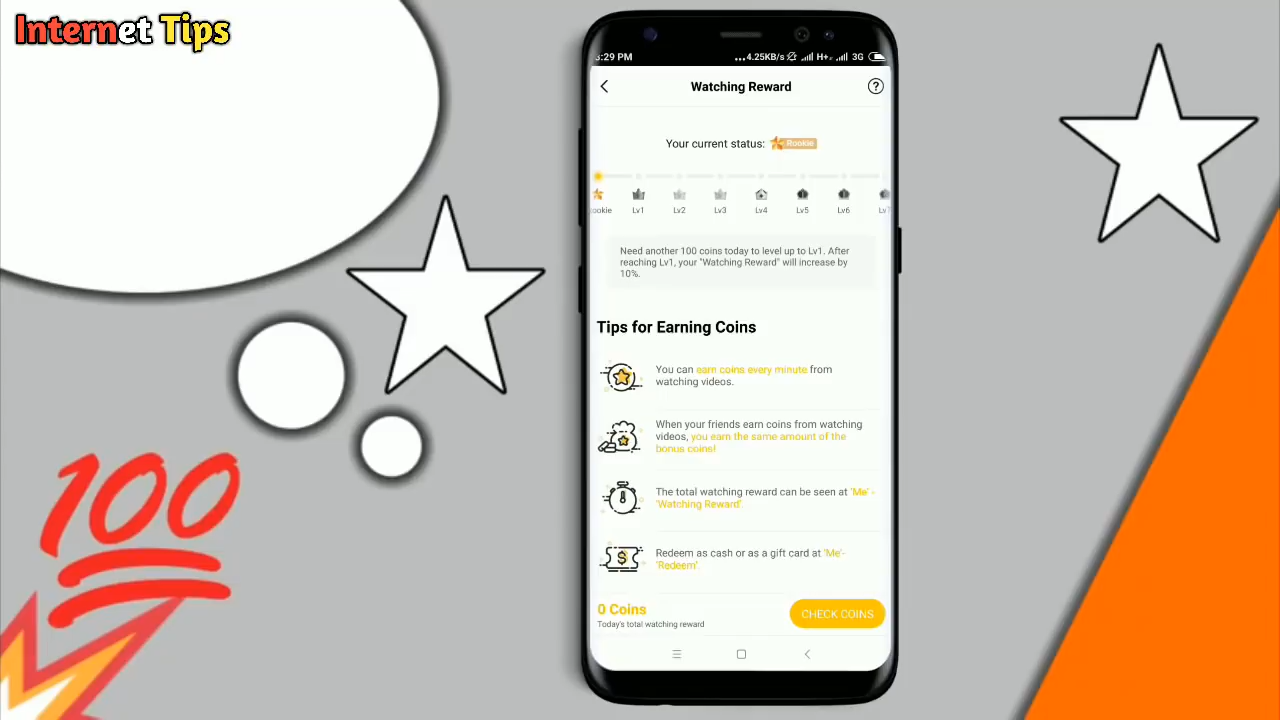 Internet Tips
:29 PM
...4.25KB/s H+ 3G
Watching Reward
Your current status: Rookie
ookie Lv1 Lv2 Lv3 Lv4 Lv5 Lv6 Lv7
Need another 100 coins today to level up to Lv1. After
reaching Lv1, your "Watching Reward" will increase by
10%.
Tips for Earning Coins
You can earn coins every minute from
watching videos.
When your friends earn coins from watching
videos, you earn the same amount of the
bonus coins!
The total watching reward can be seen at 'Me' -
'Watching Reward'.
Redeem as cash or as a gift card at 'Me'-
'Redeem'.
0 Coins
Today's total watching reward
CHECK COINS
100